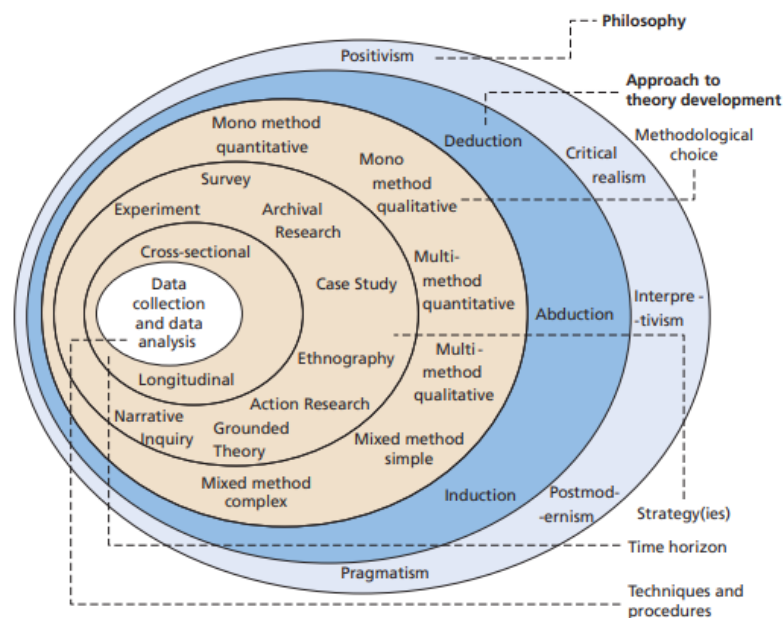 Philosophy
Positivism
Approach to
theory development
Mono method
quantitative
Deduction
Methodological
choice
Critical
realism
Mono
method
qualitative
Survey
Experiment
Archival
Research
Cross-sectional
Multi-
method
quantitative
Data
collection
and data
analysis
Case Study
Abduction
Interpre -
-tivism
Ethnography
Multi-
method
qualitative
Longitudinal
Action Research
Narrative
Inquiry
Grounded
Theory
Mixed method
simple
Mixed method
complex
Induction
Postmod-
-ernism
Strategy(ies)
Time horizon
Pragmatism
Techniques and
procedures